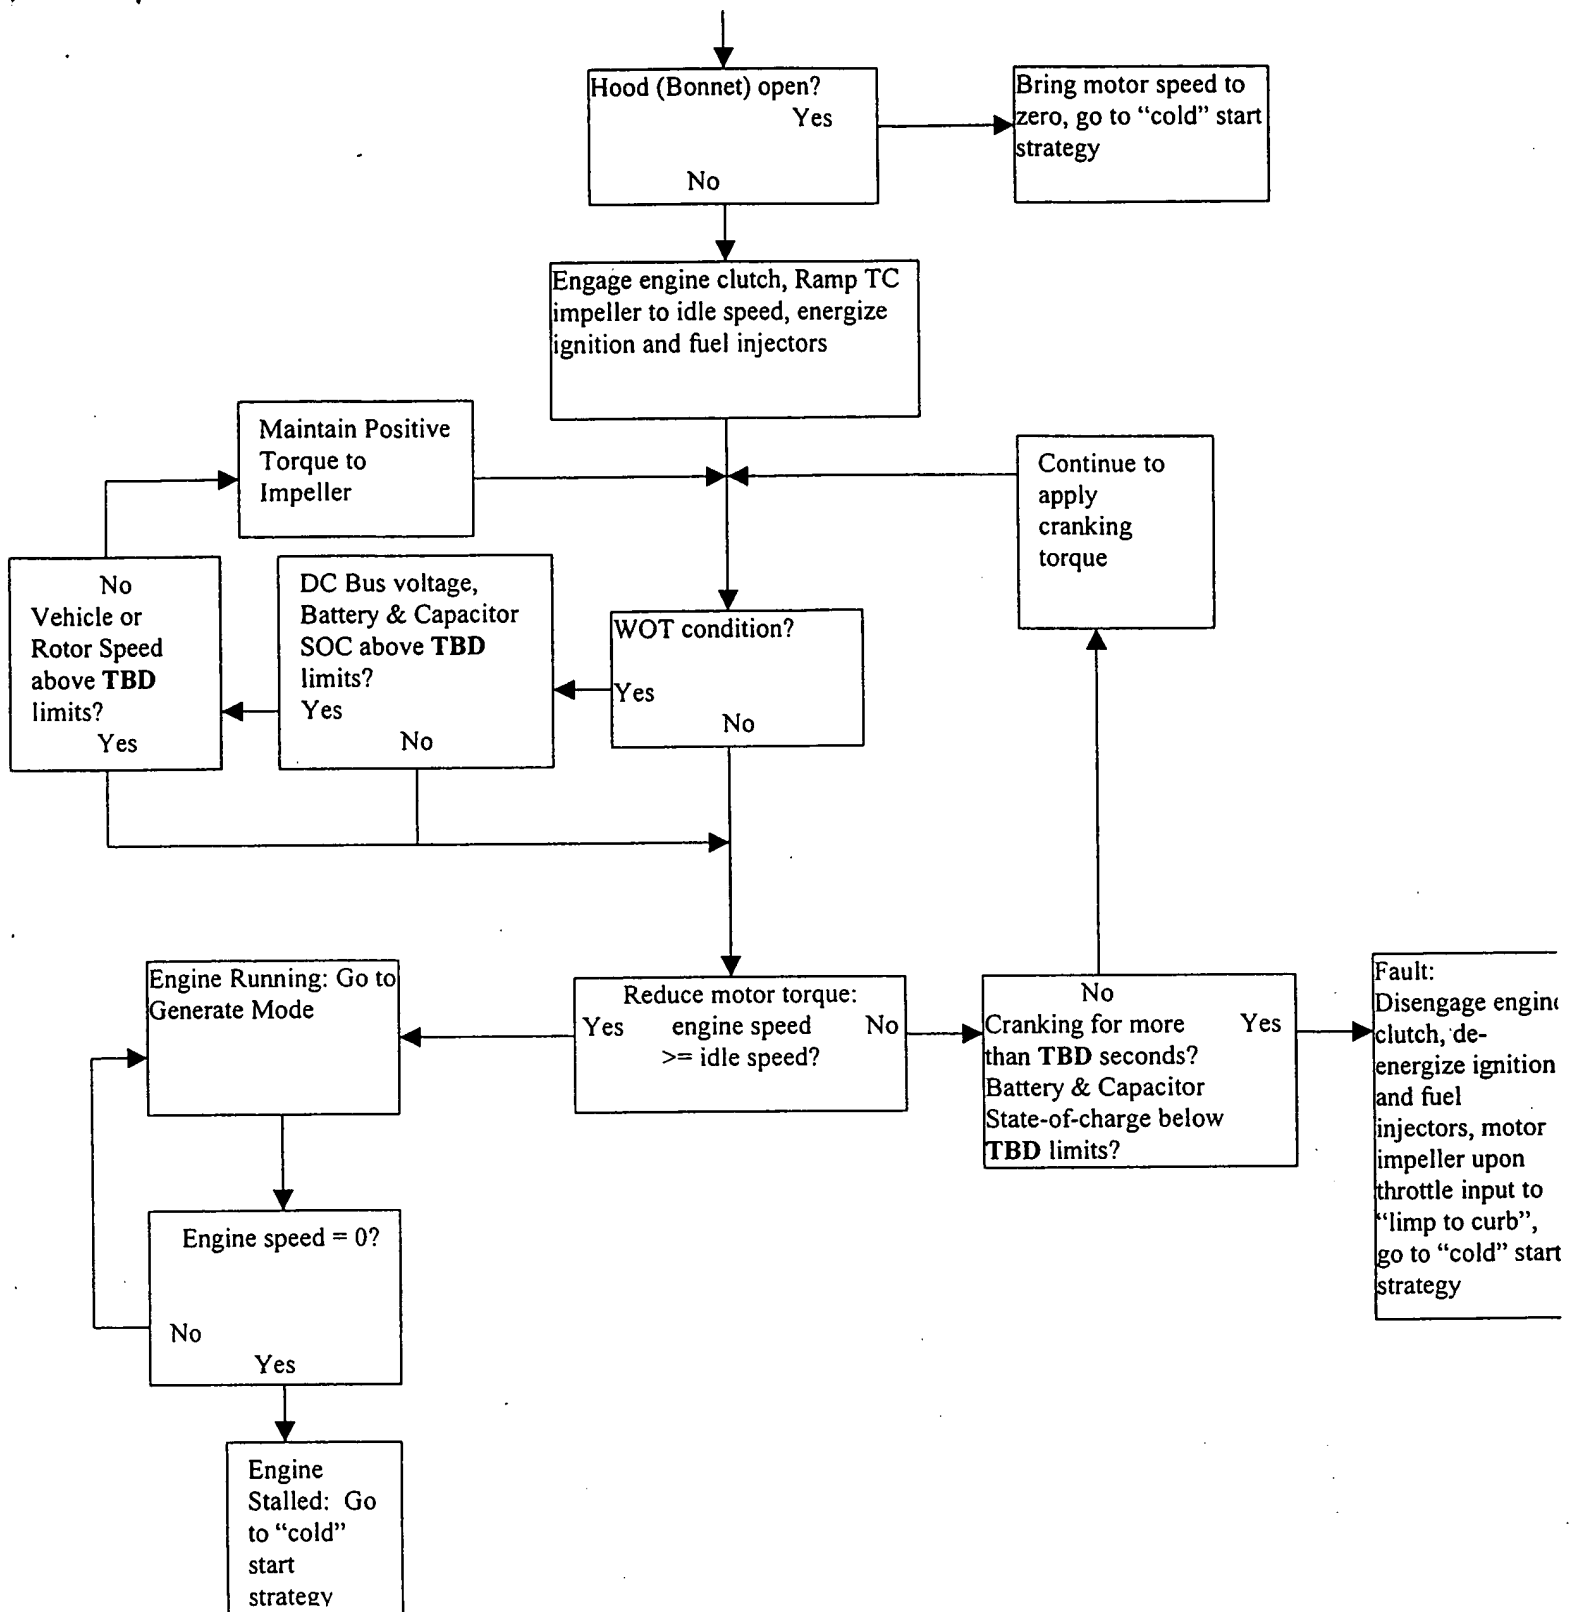 Hood (Bonnet) open?
Yes
No
Bring motor speed to
zero, go to “cold” start
strategy
Engage engine clutch, Ramp TC
impeller to idle speed, energize
ignition and fuel injectors
Maintain Positive
Torque to
Impeller
Continue to
apply
cranking
torque
No
Vehicle or
Rotor Speed
above TBD
limits?
Yes
DC Bus voltage,
Battery & Capacitor
SOC above TBD
limits?
Yes
No
WOT condition?
Yes
No
Engine Running: Go to
Generate Mode
Reduce motor torque:
Yes engine speed No
>= idle speed?
No
Cranking for more Yes
than TBD seconds?
Battery & Capacitor
State-of-charge below
TBD limits?
Fault:
Disengage engine
clutch, de-
energize ignition
and fuel
injectors, motor
impeller upon
throttle input to
“limp to curb”,
go to “cold” start
strategy
Engine speed = 0?
No
Yes
Engine
Stalled: Go
to “cold”
start
strategy